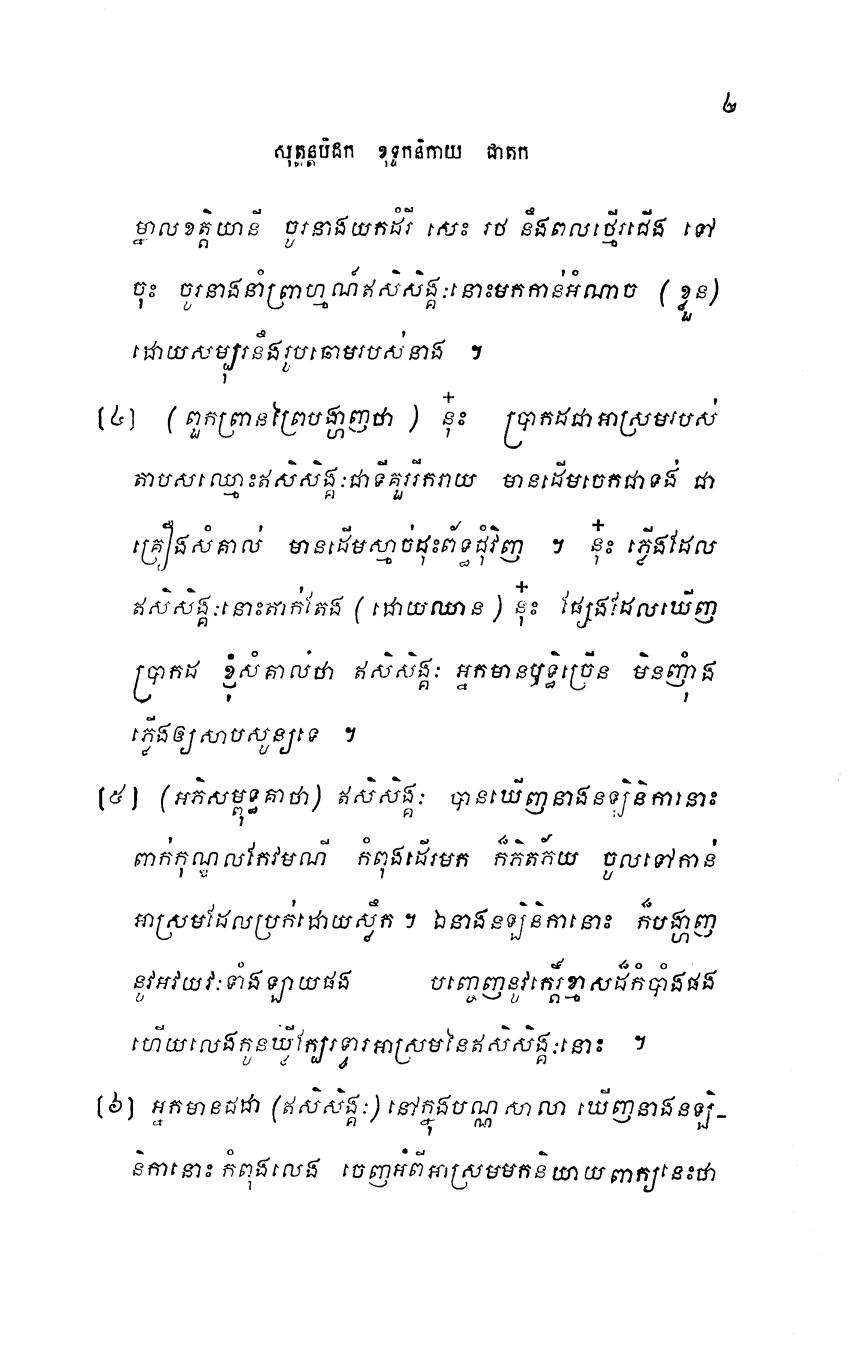 ២
សុត្តន្តបិដក ខុទ្ទកនិកាយ ជាតក
ម្នាលខត្តិយានី ចូរនាងយកដំរី សេះ រថ នឹងពលថ្មើរជើង ទៅ
ចុះ ចូរនាងនាំព្រាហ្មណ៍ឥសិសិង្គៈនោះមកកាន់អំណាច (ខ្លួន)
ដោយសម្បុរនឹងរូបឆោមរបស់នាង ។
[៤] (ពួកព្រានព្រៃបង្ហាញថា) នុ៎ះ ប្រាកដជាអាស្រមរបស់
តាបសឈ្មោះឥសិសិង្គៈជាទីគួររីករាយ មានដើមចេកជាទង់ ជា
គ្រឿងសំគាល់ មានដើមស្មាច់ដុះព័ទ្ធជុំវិញ ។ នុ៎ះ ភ្លើងដែល
ឥសិសិង្គៈនោះតាក់តែង (ដោយឈាន) នុ៎ះ ផ្សែងដែលឃើញ
ប្រាកដ ខ្ញុំសំគាល់ថា ឥសិសិង្គៈ អ្នកមានឫទ្ធិច្រើន មិនញុំាង
ភ្លើងឲ្យសាបសូន្យទេ ។
[៥] (អភិសម្ពុទ្ធគាថា) ឥសិសិង្គៈ បានឃើញនាងនឡិនិកានោះ
ពាក់កុណ្ឌលកែវមណី កំពុងដើរមក ក៏ភិតភ័យ ចូលទៅកាន់
អាស្រមដែលប្រក់ដោយស្លឹក ។ ឯនាងនឡិនិកានោះ ក៏បង្ហាញ
នូវអវយវៈទាំងឡាយផង បញ្ចេញនូវកេរ្តិ៍ខ្មាសដ៏កំបាំងផង
ហើយលេងកូនឃ្លីក្បែរទ្វារអាស្រមនៃឥសិសិង្គៈនោះ ។
[៦] អ្នកមានជដា (ឥសិសិង្គៈ) នៅក្នុងបណ្ណសាលា ឃើញនាងនឡិ-
និកានោះ កំពុងលេង ចេញអំពីអាស្រមមកនិយាយពាក្យនេះថា